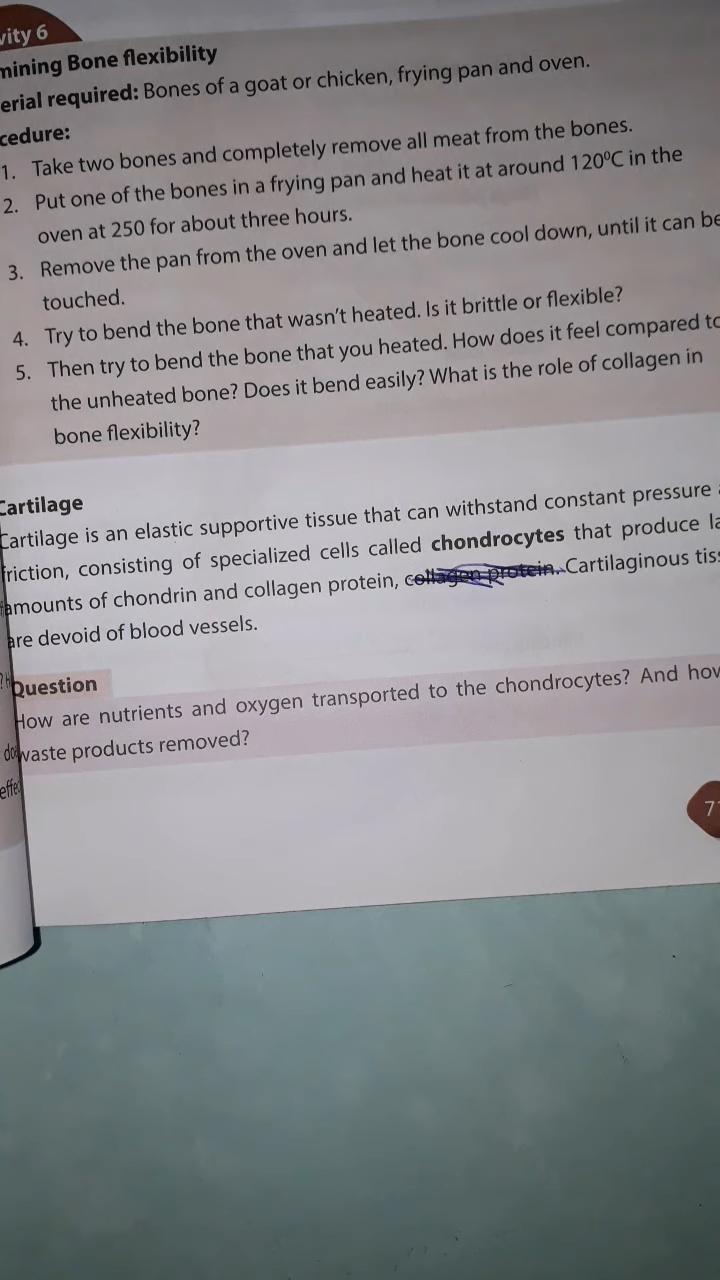 vity 6
mining Bone flexibility
erial required: Bones of a goat or chicken, frying pan and oven.
cedure:
1. Take two bones and completely remove all meat from the bones.
2. Put one of the bones in a frying pan and heat it at around 120⁰C in the
oven at 250 for about three hours.
3. Remove the pan from the oven and let the bone cool down, until it can be
touched.
4. Try to bend the bone that wasn't heated. Is it brittle or flexible?
5. Then try to bend the bone that you heated. How does it feel compared to
the unheated bone? Does it bend easily? What is the role of collagen in
bone flexibility?
Cartilage
Cartilage is an elastic supportive tissue that can withstand constant pressure
friction, consisting of specialized cells called chondrocytes that produce la
amounts of chondrin and collagen protein, collagen protein. Cartilaginous tiss
are devoid of blood vessels.
Question
How are nutrients and oxygen transported to the chondrocytes? And how
waste products removed?
do
effec
7